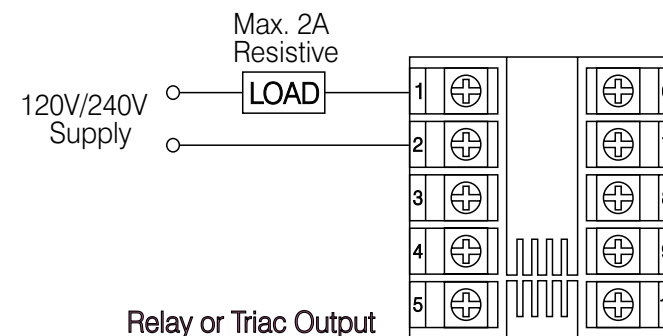 Max. 2A
Resistive
120V/240V
Supply
LOAD
1
2
3
4
5
Relay or Triac Output